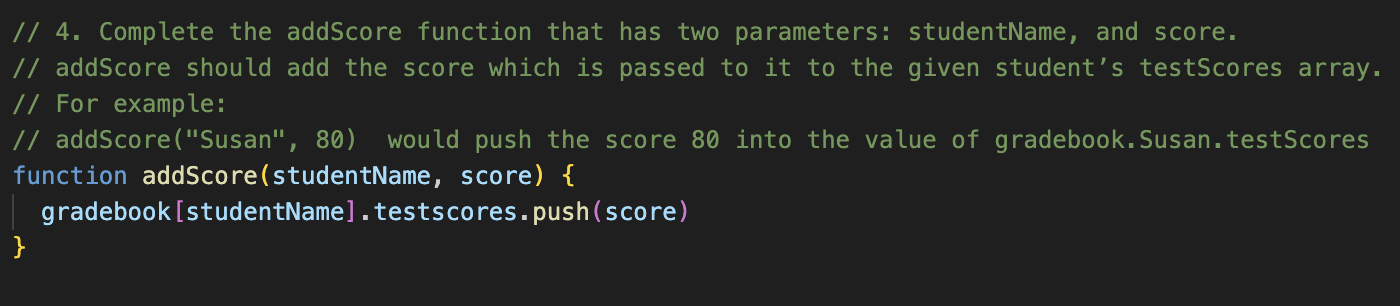 // 4. Complete the addScore function that has two parameters: studentName, and score.
// addScore should add the score which is passed to it to the given student’s testScores array.
// For example:
// addScore("Susan", 80)  would push the score 80 into the value of gradebook.Susan.testScores
function addScore(studentName, score) {
  gradebook[studentName].testscores.push(score)
}